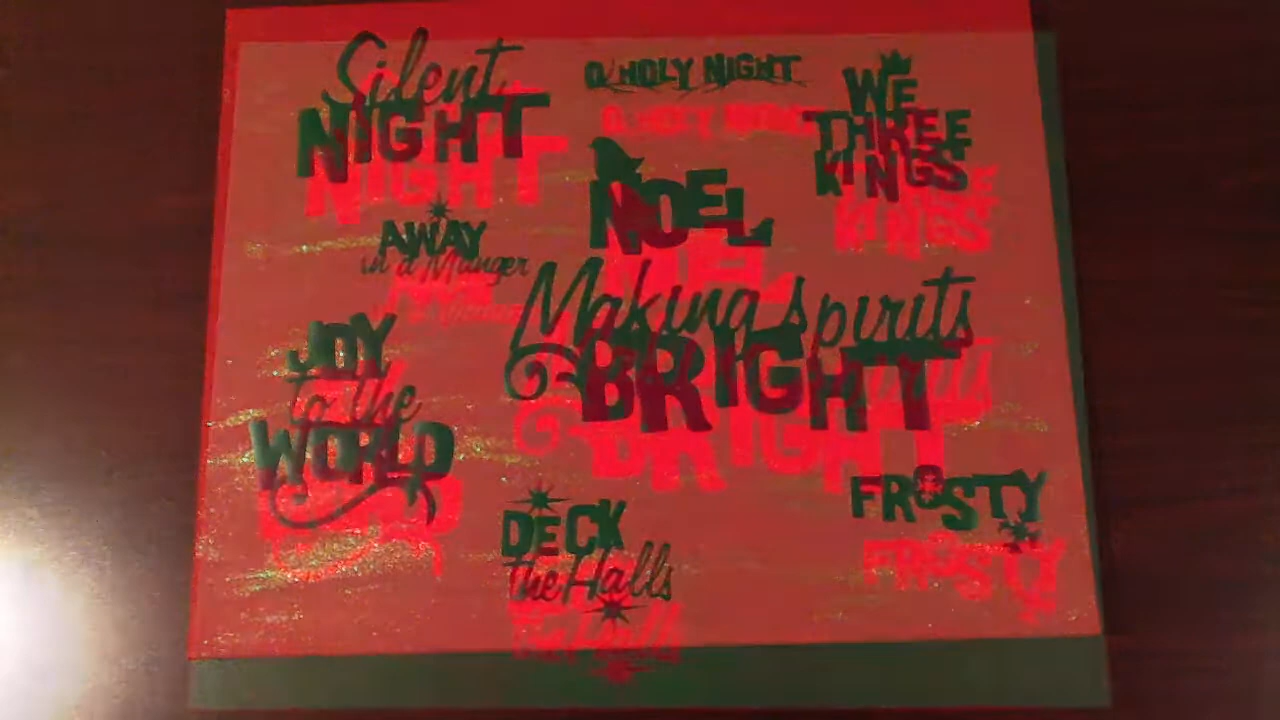 Silent
NIGHT
O HOLY NIGHT
WE
THREE
KINGS
NOEL
AWAY
in a Manger
Making spirits
BRIGHT
JOY
to the
WORLD
DECK
the Halls
FROSTY